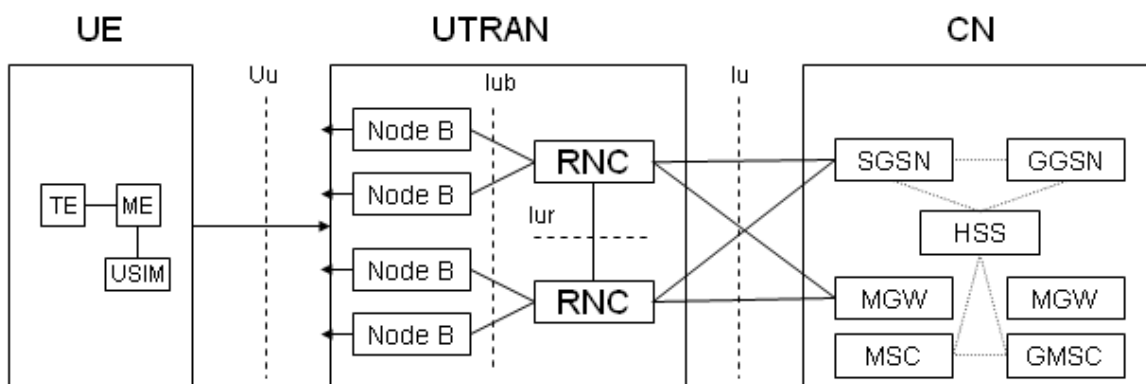 UE
UTRAN
CN
Uu
Iub
Iu
Node B
Node B
Node B
Node B
RNC
Iur
RNC
TE
ME
USIM
SGSN
GGSN
HSS
MGW
MGW
MSC
GMSC